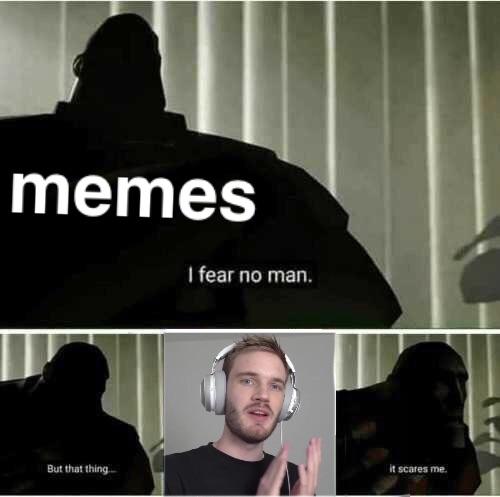 memes
I fear no man.
But that thing...
it scares me.